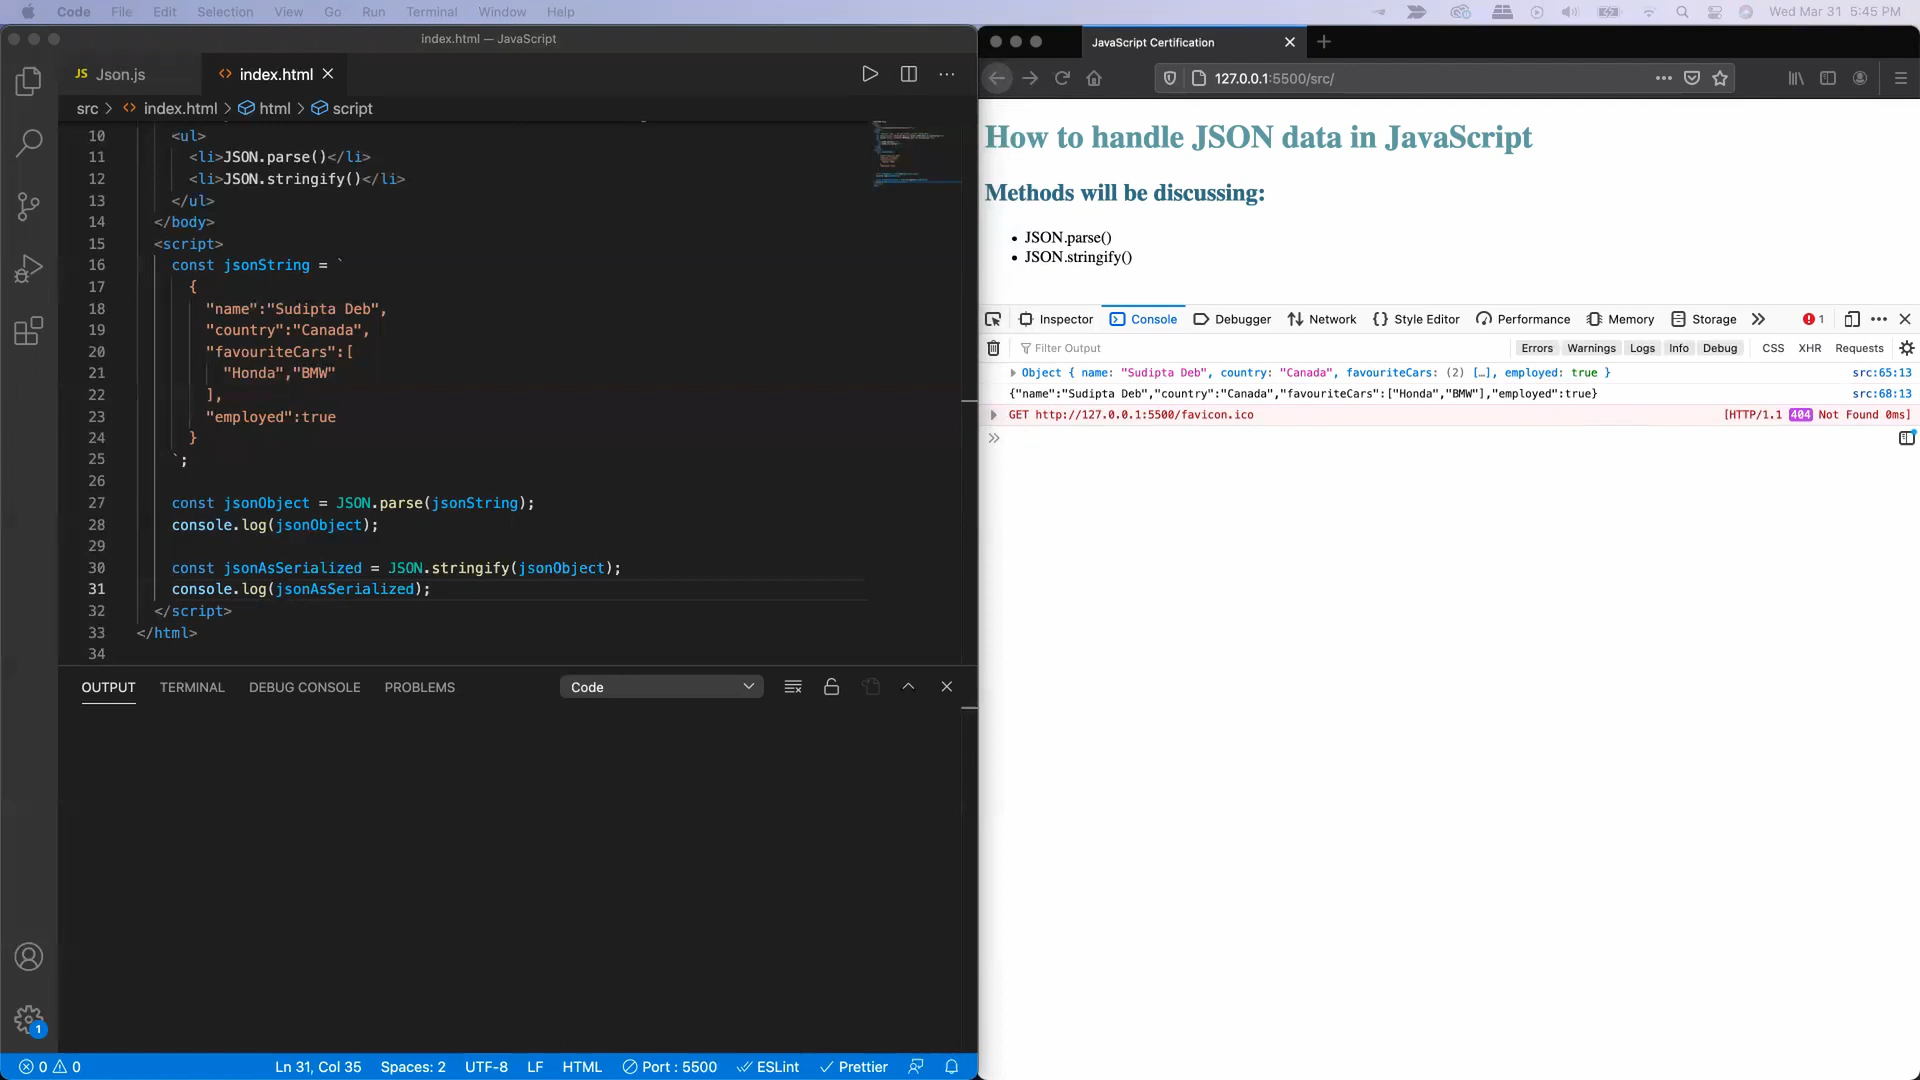 Code File Edit Selection View Go Run Terminal Window Help
Wed Mar 31 5:45 PM
index.html — JavaScript
JS Json.js
<> index.html
src > <> index.html > html > script
10 <ul>
11 <li>JSON.parse()</li>
12 <li>JSON.stringify()</li>
13 </ul>
14 </body>
15 <script>
16 const jsonString = `
17 {
18 "name":"Sudipta Deb",
19 "country":"Canada",
20 "favouriteCars":[
21 "Honda","BMW"
22 ],
23 "employed":true
24 }
25 `;
26
27 const jsonObject = JSON.parse(jsonString);
28 console.log(jsonObject);
29
30 const jsonAsSerialized = JSON.stringify(jsonObject);
31 console.log(jsonAsSerialized);
32 </script>
33 </html>
34
OUTPUT TERMINAL DEBUG CONSOLE PROBLEMS
Code
1
0 0
Ln 31, Col 35 Spaces: 2 UTF-8 LF HTML Port : 5500 ESLint Prettier
JavaScript Certification
127.0.0.1:5500/src/
How to handle JSON data in JavaScript
Methods will be discussing:
• JSON.parse()
• JSON.stringify()
Inspector Console Debugger Network Style Editor Performance Memory Storage 1
Filter Output
Errors Warnings Logs Info Debug CSS XHR Requests
Object { name: "Sudipta Deb", country: "Canada", favouriteCars: (2) […], employed: true } src:65:13
{"name":"Sudipta Deb","country":"Canada","favouriteCars":["Honda","BMW"],"employed":true} src:68:13
GET http://127.0.0.1:5500/favicon.ico [HTTP/1.1 404 Not Found 0ms]